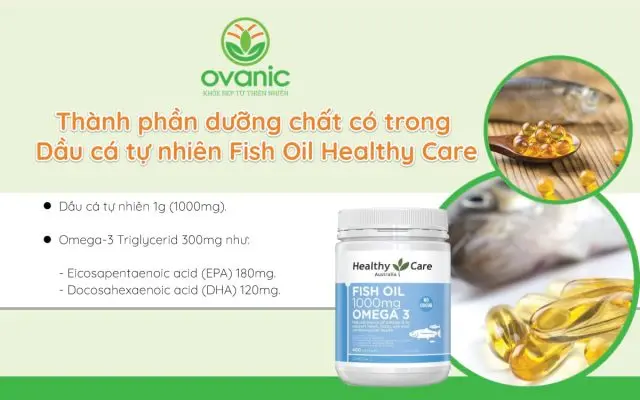 ovanic
KHỎE ĐẸP TỪ THIÊN NHIÊN
Thành phần dưỡng chất có trong
Dầu cá tự nhiên Fish Oil Healthy Care
Dầu cá tự nhiên 1g (1000mg).
Omega-3 Triglycerid 300mg như:
- Eicosapentaenoic acid (EPA) 180mg.
- Docosahexaenoic acid (DHA) 120mg.
Healthy Care
Australia
FISH OIL
1000mg
OMEGA 3
NO ODOUR
400